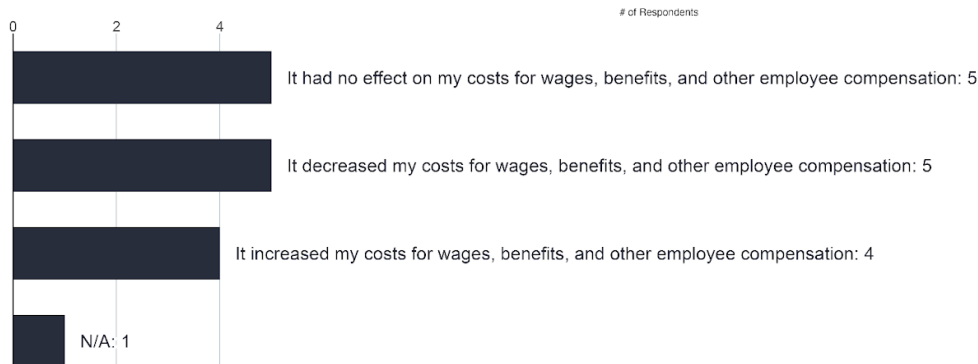 # of Respondents
0 2 4
It had no effect on my costs for wages, benefits, and other employee compensation: 5
It decreased my costs for wages, benefits, and other employee compensation: 5
It increased my costs for wages, benefits, and other employee compensation: 4
N/A: 1